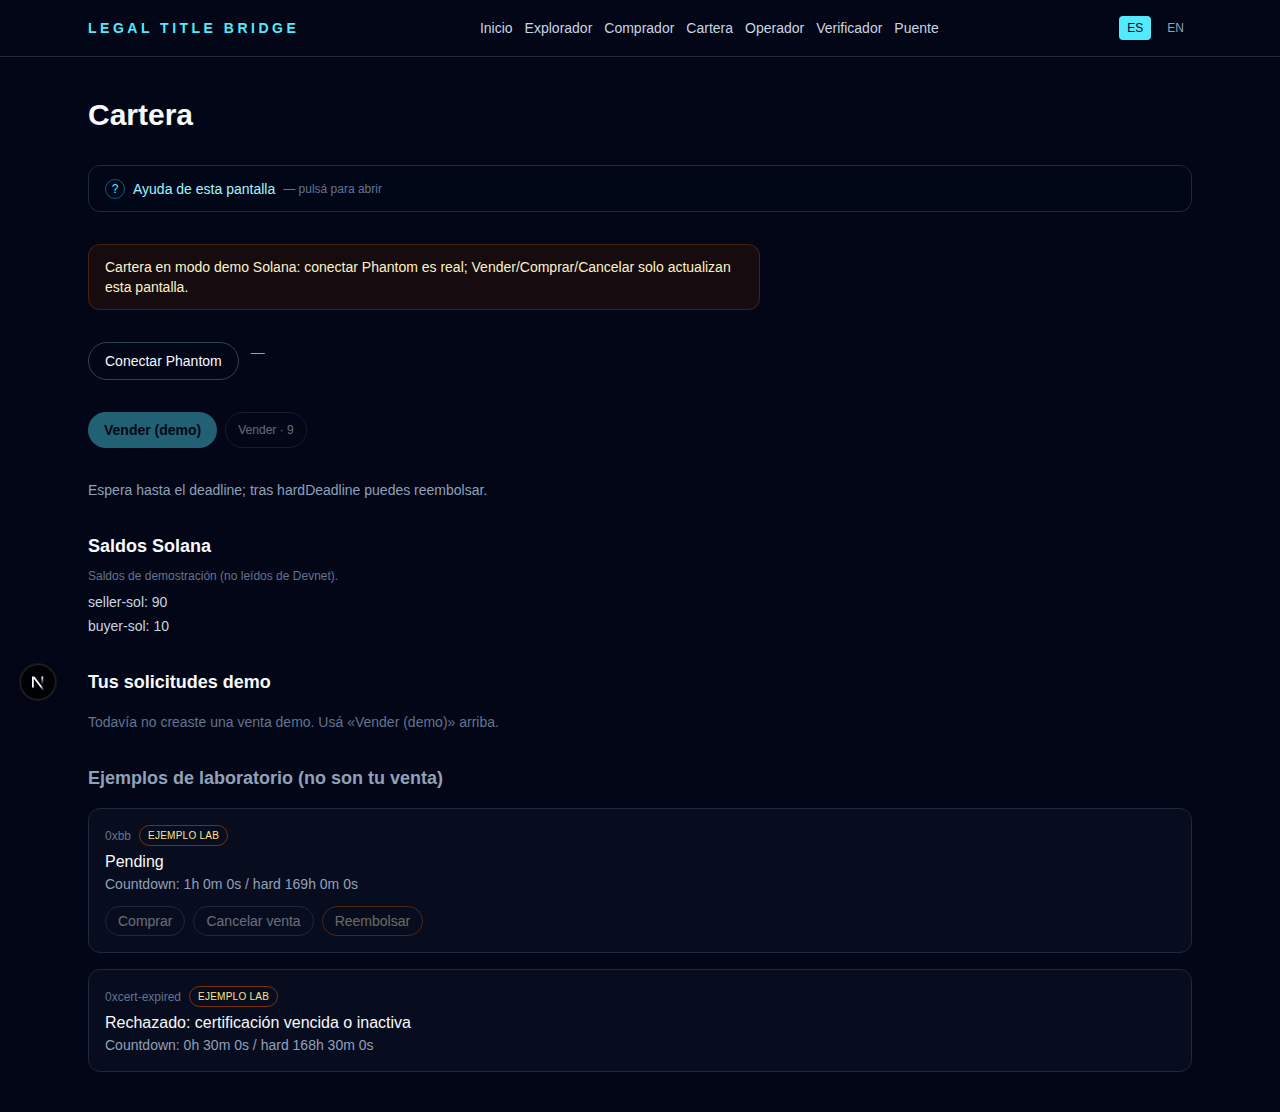 LEGAL TITLE BRIDGE
Inicio Explorador Comprador Cartera Operador Verificador Puente
ES EN
Cartera
? Ayuda de esta pantalla — pulsá para abrir
Cartera en modo demo Solana: conectar Phantom es real; Vender/Comprar/Cancelar solo actualizan
esta pantalla.
Conectar Phantom —
Vender (demo) Vender · 9
Espera hasta el deadline; tras hardDeadline puedes reembolsar.
Saldos Solana
Saldos de demostración (no leídos de Devnet).
seller-sol: 90
buyer-sol: 10
N
Tus solicitudes demo
Todavía no creaste una venta demo. Usá «Vender (demo)» arriba.
Ejemplos de laboratorio (no son tu venta)
0xbb EJEMPLO LAB
Pending
Countdown: 1h 0m 0s / hard 169h 0m 0s
Comprar Cancelar venta Reembolsar
0xcert-expired EJEMPLO LAB
Rechazado: certificación vencida o inactiva
Countdown: 0h 30m 0s / hard 168h 30m 0s